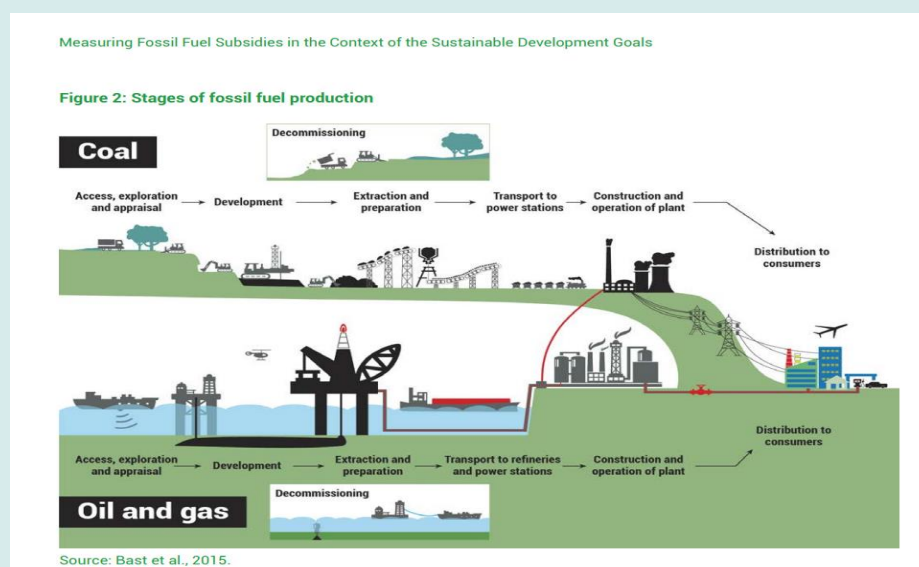 Measuring Fossil Fuel Subsidies in the Context of the Sustainable Development Goals
Figure 2: Stages of fossil fuel production
Coal
Decommissioning
Access, exploration
and appraisal
Development
Extraction and
preparation
Transport to
power stations
Construction and
operation of plant
Distribution to
consumers
Access, exploration
and appraisal
Development
Extraction and
preparation
Transport to refineries
and power stations
Construction and
operation of plant
Distribution to
consumers
Oil and gas
Decommissioning
Source: Bast et al., 2015.